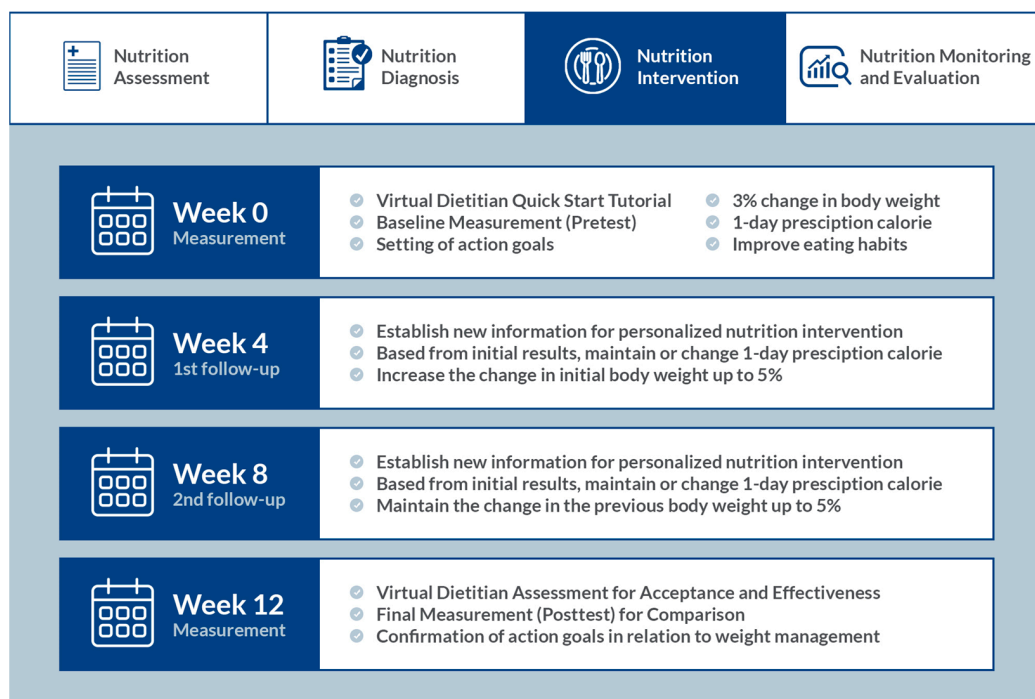 Nutrition
Assessment
Nutrition
Diagnosis
Nutrition
Intervention
Nutrition Monitoring
and Evaluation
Week 0
Measurement
Virtual Dietitian Quick Start Tutorial
Baseline Measurement (Pretest)
Setting of action goals
3% change in body weight
1-day presciption calorie
Improve eating habits
Week 4
1st follow-up
Establish new information for personalized nutrition intervention
Based from initial results, maintain or change 1-day presciption calorie
Increase the change in initial body weight up to 5%
Week 8
2nd follow-up
Establish new information for personalized nutrition intervention
Based from initial results, maintain or change 1-day presciption calorie
Maintain the change in the previous body weight up to 5%
Week 12
Measurement
Virtual Dietitian Assessment for Acceptance and Effectiveness
Final Measurement (Posttest) for Comparison
Confirmation of action goals in relation to weight management